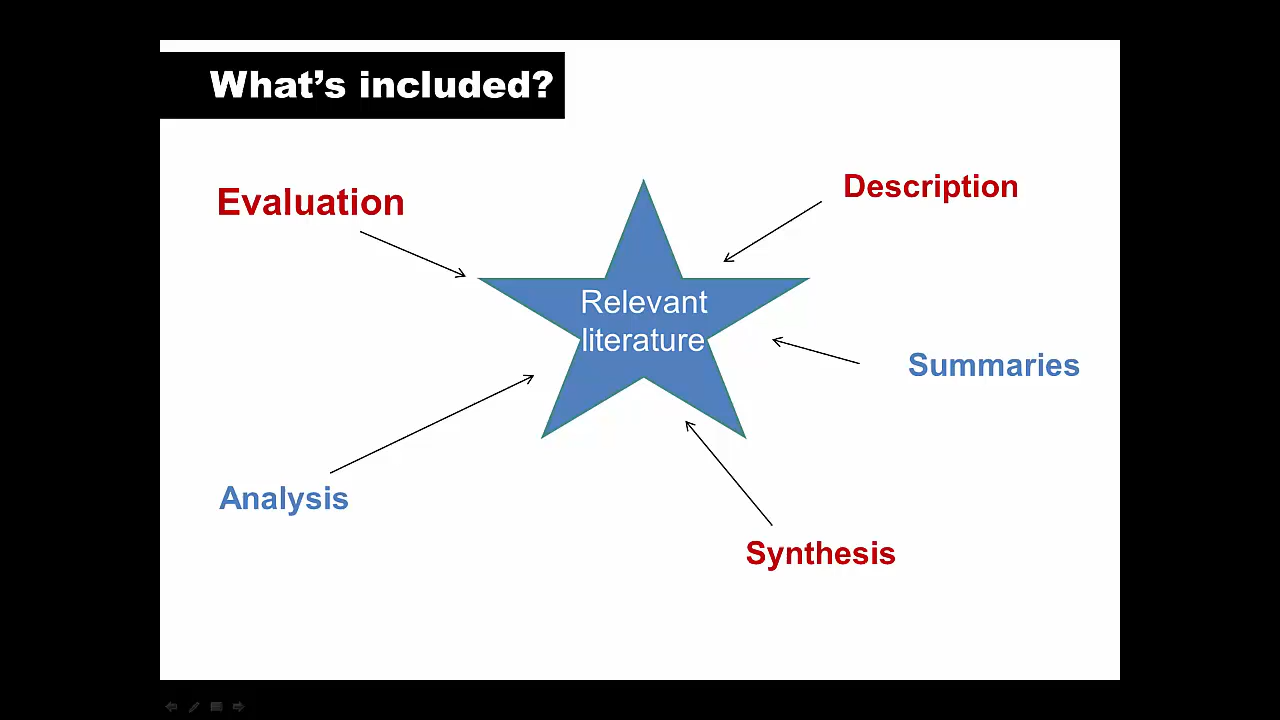 What's included?
Evaluation
Description
Relevant
literature
Summaries
Analysis
Synthesis